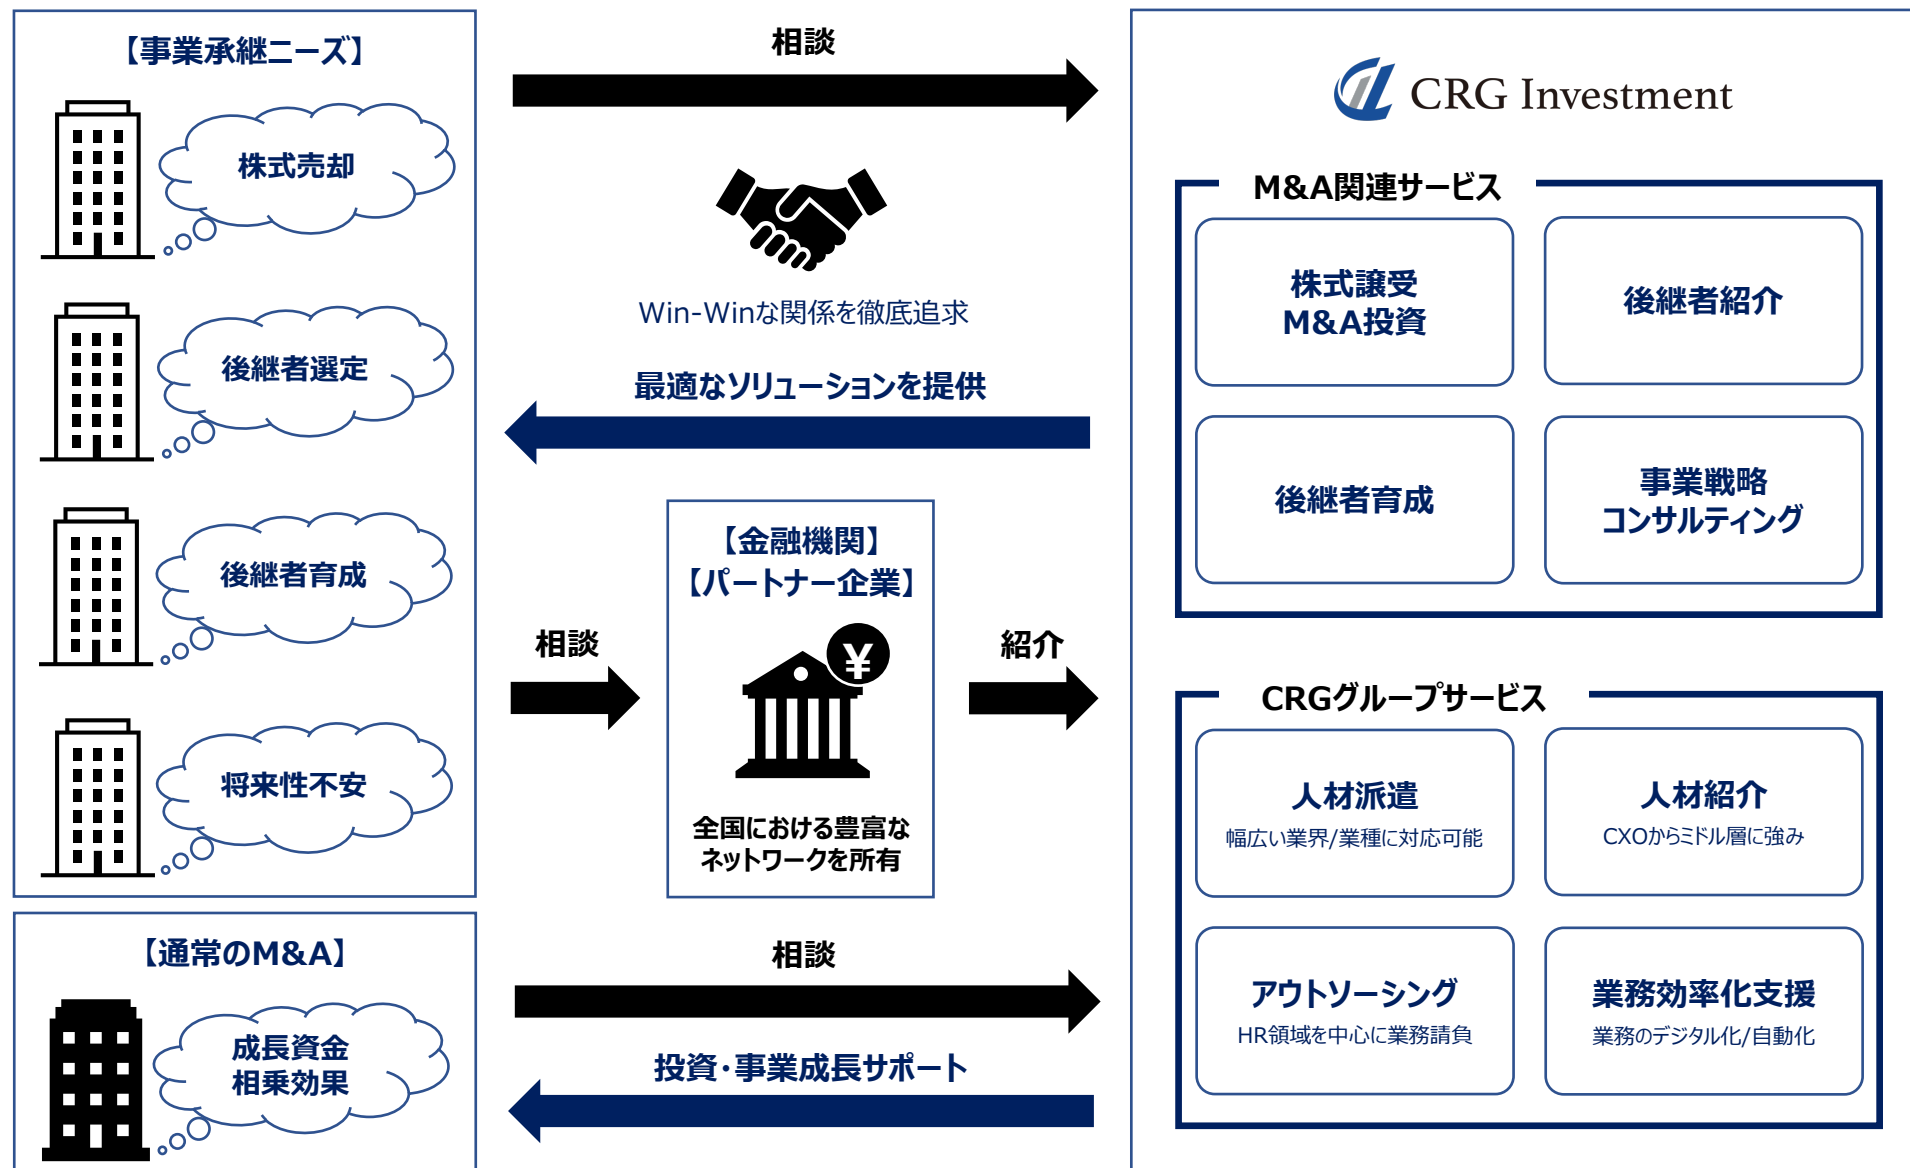 【事業承継ニーズ】
株式売却
後継者選定
後継者育成
将来性不安
【通常のM&A】
成長資金
相乗効果
相談
Win-Winな関係を徹底追求
最適なソリューションを提供
相談
【金融機関】
【パートナー企業】
¥
全国における豊富な
ネットワークを所有
紹介
相談
投資・事業成長サポート
CRG Investment
M&A関連サービス
株式譲受
M&A投資
後継者紹介
後継者育成
事業戦略
コンサルティング
CRGグループサービス
人材派遣
幅広い業界/業種に対応可能
人材紹介
CXOからミドル層に強み
アウトソーシング
HR領域を中心に業務請負
業務効率化支援
業務のデジタル化/自動化